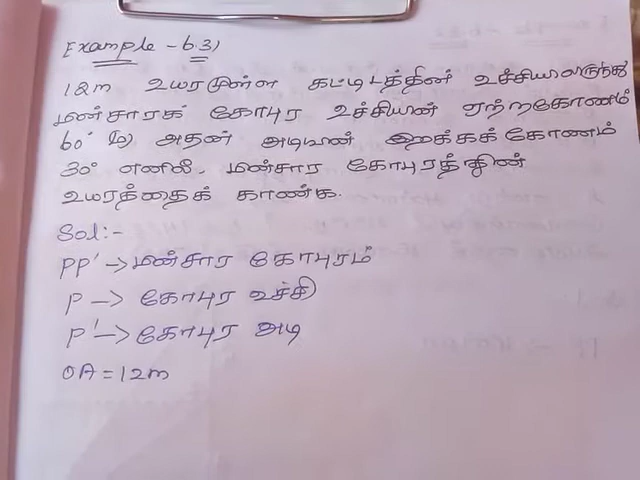 Example - 6.31
12m உயரமுள்ள கட்டிடத்தின் உச்சியிலிருந்து
மின்சாரக் கோபுர உச்சியின் ஏற்றகோணம்
60° மற்றும் அதன் அடியின் இறக்கக்கோணம்
30° எனில். மின்சார கோபுரத்தின்
உயரத்தைக் காண்க.
Sol:-
PP' -> மின்சார கோபுரம்
P -> கோபுர உச்சி
P' -> கோபுர அடி
OA = 12m